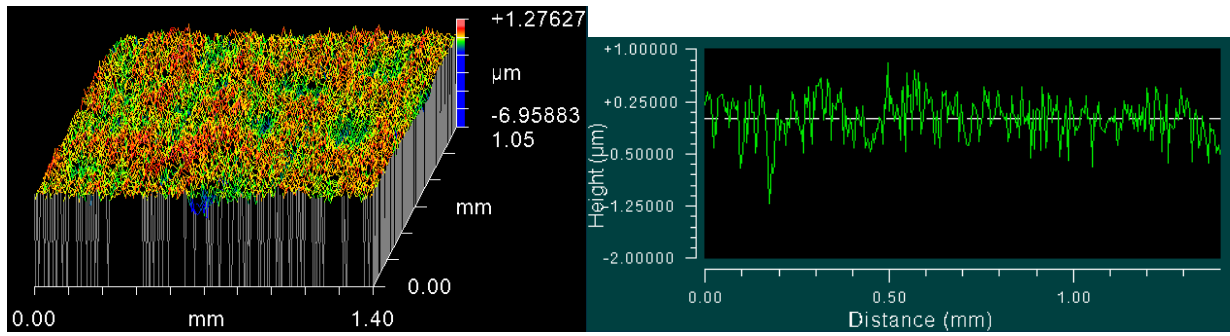 +1.27627
µm
-6.95883
1.05
mm
0.00
0.00
mm
1.40
+1.00000
+0.25000
-0.50000
-1.25000
-2.00000
Height (µm)
0.00
0.50
1.00
Distance (mm)